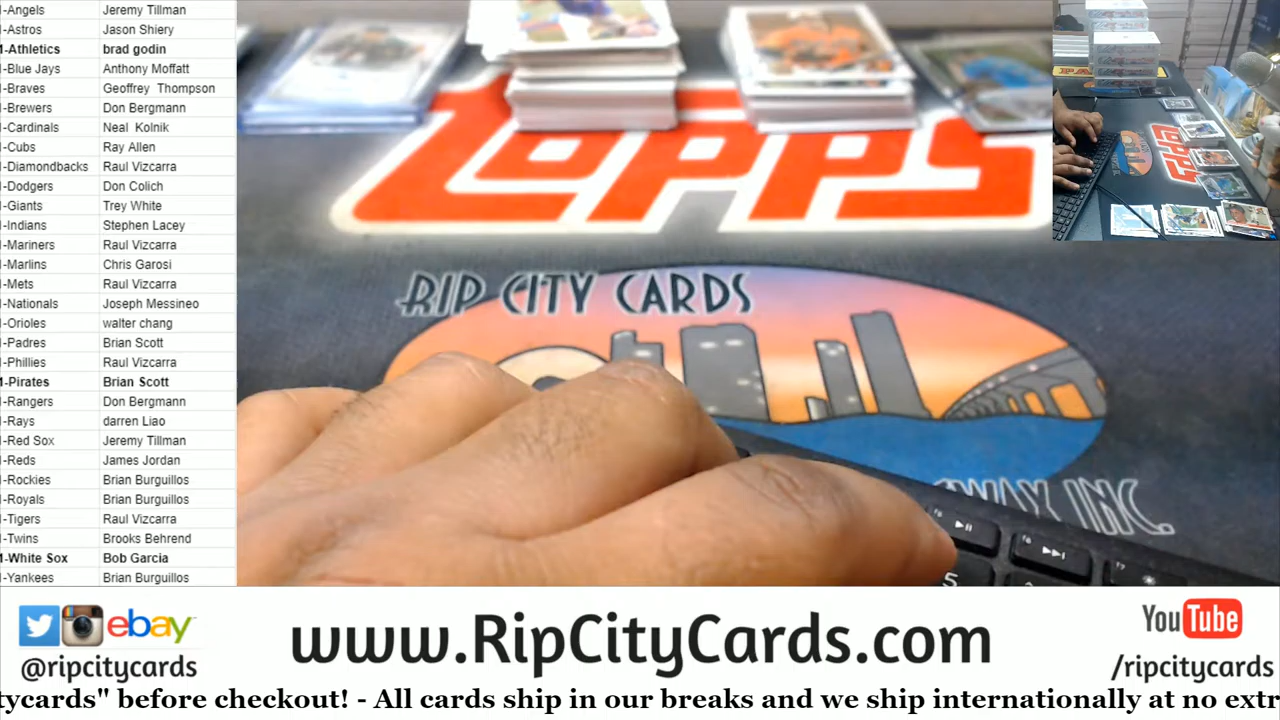 -Angels Jeremy Tillman
-Astros Jason Shiery
-Athletics brad godin
-Blue Jays Anthony Moffatt
-Braves Geoffrey Thompson
-Brewers Don Bergmann
-Cardinals Neal Kolnik
-Cubs Ray Allen
-Diamondbacks Raul Vizcarra
-Dodgers Don Colich
-Giants Trey White
-Indians Stephen Lacey
-Mariners Raul Vizcarra
-Marlins Chris Garosi
-Mets Raul Vizcarra
-Nationals Joseph Messineo
-Orioles walter chang
-Padres Brian Scott
-Phillies Raul Vizcarra
-Pirates Brian Scott
-Rangers Don Bergmann
-Rays darren Liao
-Red Sox Jeremy Tillman
-Reds James Jordan
-Rockies Brian Burguillos
-Royals Brian Burguillos
-Tigers Raul Vizcarra
-Twins Brooks Behrend
-White Sox Bob Garcia
-Yankees Brian Burguillos
Topps
RIP CITY CARDS
WAX INC.
5
ebay
@ripcitycards
www.RipCityCards.com
YouTube
/ripcitycards
tycards" before checkout! - All cards ship in our breaks and we ship internationally at no extr